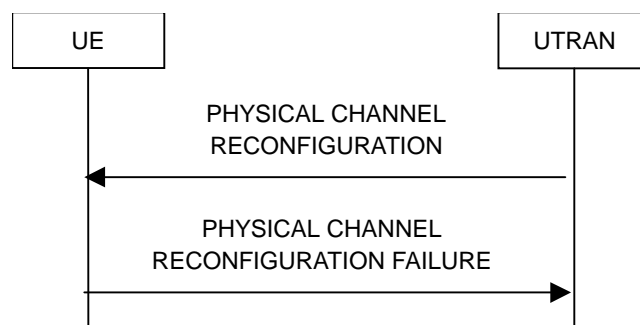 UE
UTRAN
PHYSICAL CHANNEL
RECONFIGURATION
PHYSICAL CHANNEL
RECONFIGURATION FAILURE